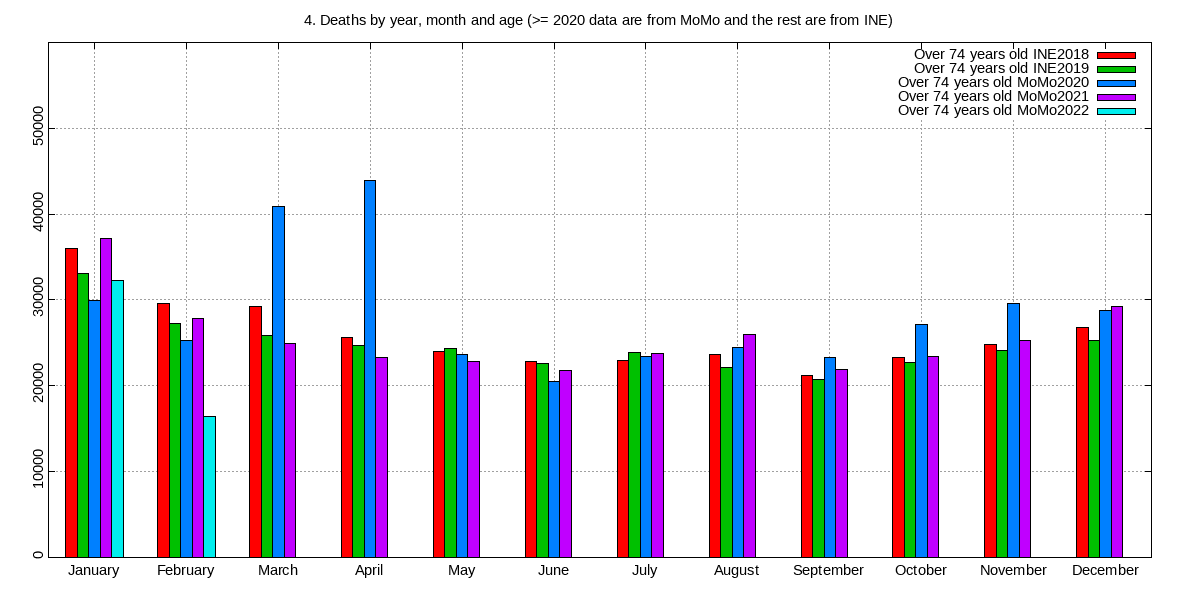 4. Deaths by year, month and age (>= 2020 data are from MoMo and the rest are from INE)
Over 74 years old INE2018
Over 74 years old INE2019
Over 74 years old MoMo2020
Over 74 years old MoMo2021
Over 74 years old MoMo2022
50000
40000
30000
20000
10000
0
January February March April May June July August September October November December